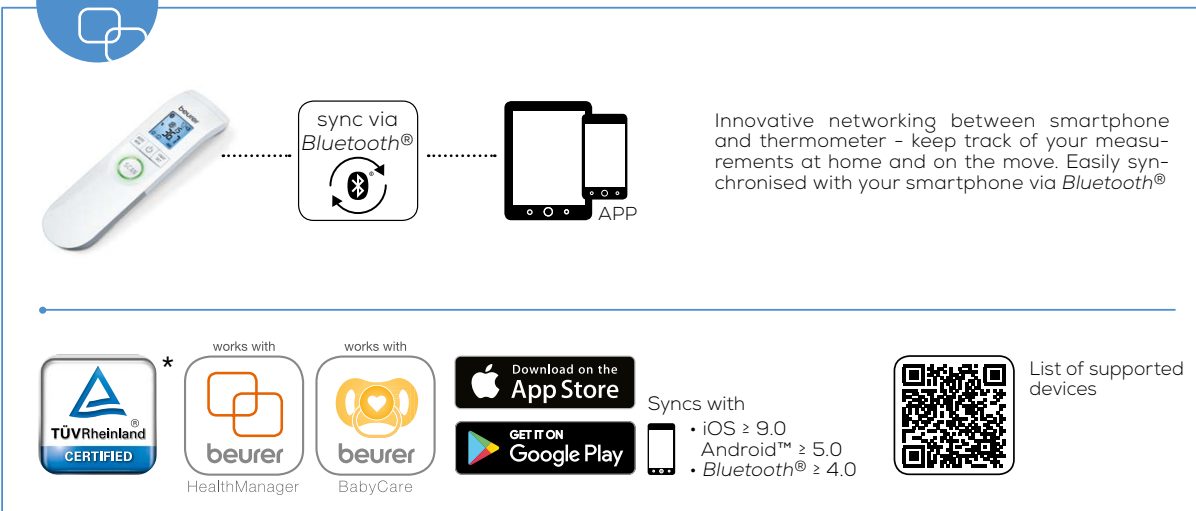 beurer
SCAN
sync via
Bluetooth®
APP
Innovative networking between smartphone
and thermometer - keep track of your measu-
rements at home and on the move. Easily syn-
chronised with your smartphone via Bluetooth®
*
TÜVRheinland®
CERTIFIED
works with
beurer
HealthManager
works with
beurer
BabyCare
Download on the
App Store
GET IT ON
Google Play
Syncs with
• iOS ≥ 9.0
Android™ ≥ 5.0
• Bluetooth® ≥ 4.0
List of supported
devices